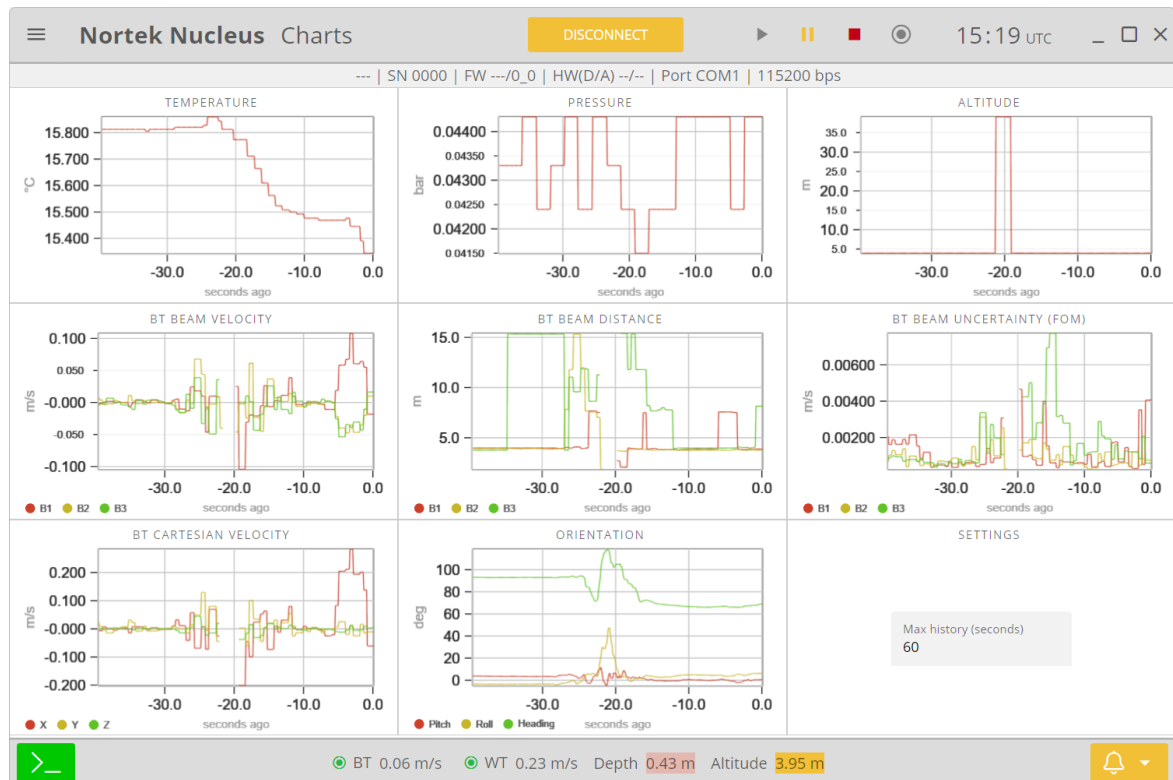 Nortek Nucleus Charts
DISCONNECT
15:19 UTC
--- | SN 0000 | FW ---/0_0 | HW(D/A) --/-- | Port COM1 | 115200 bps
TEMPERATURE
15.800
15.700
15.600
15.500
15.400
°C
-30.0 -20.0 -10.0 0.0
seconds ago
PRESSURE
0.04400
0.04350
0.04300
0.04250
0.04200
0.04150
bar
-30.0 -20.0 -10.0 0.0
seconds ago
ALTITUDE
35.0
30.0
25.0
20.0
15.0
10.0
5.0
m
-30.0 -20.0 -10.0 0.0
seconds ago
BT BEAM VELOCITY
0.100
0.050
-0.000
-0.050
-0.100
m/s
-30.0 -20.0 -10.0 0.0
seconds ago
B1 B2 B3
BT BEAM DISTANCE
15.0
10.0
5.0
m
-30.0 -20.0 -10.0 0.0
seconds ago
B1 B2 B3
BT BEAM UNCERTAINTY (FOM)
0.00600
0.00400
0.00200
m/s
-30.0 -20.0 -10.0 0.0
seconds ago
B1 B2 B3
BT CARTESIAN VELOCITY
0.200
0.100
-0.000
-0.100
-0.200
m/s
-30.0 -20.0 -10.0 0.0
seconds ago
X Y Z
ORIENTATION
100
80
60
40
20
0
deg
-30.0 -20.0 -10.0 0.0
seconds ago
Pitch Roll Heading
SETTINGS
Max history (seconds)
60
BT 0.06 m/s WT 0.23 m/s Depth 0.43 m Altitude 3.95 m